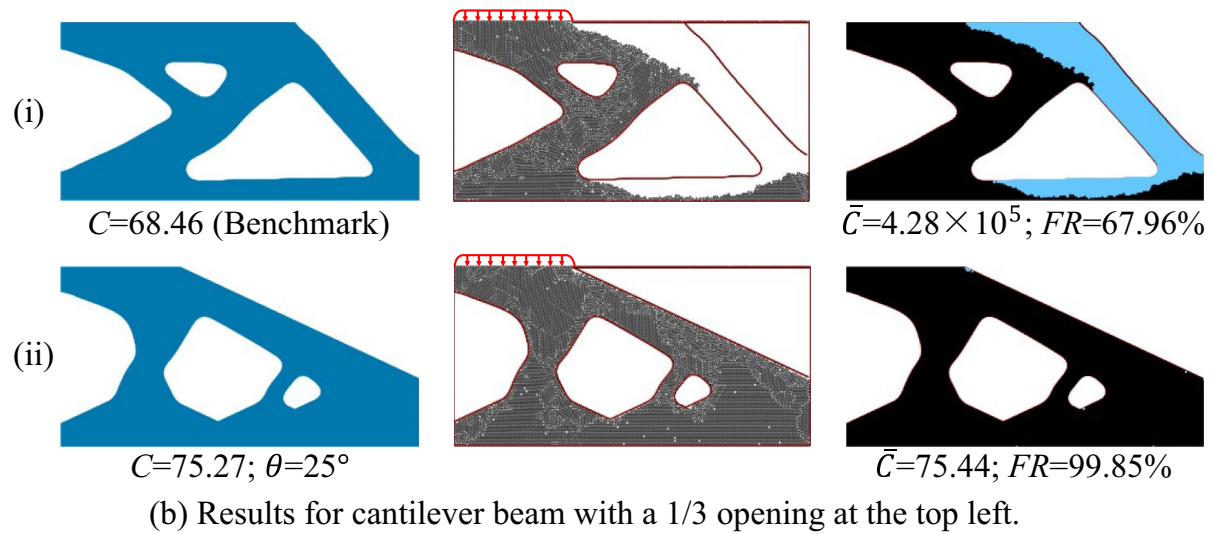 (i)
C=68.46 (Benchmark)
C̄=4.28×10⁵; FR=67.96%
(ii)
C=75.27; θ=25°
C̄=75.44; FR=99.85%
(b) Results for cantilever beam with a 1/3 opening at the top left.